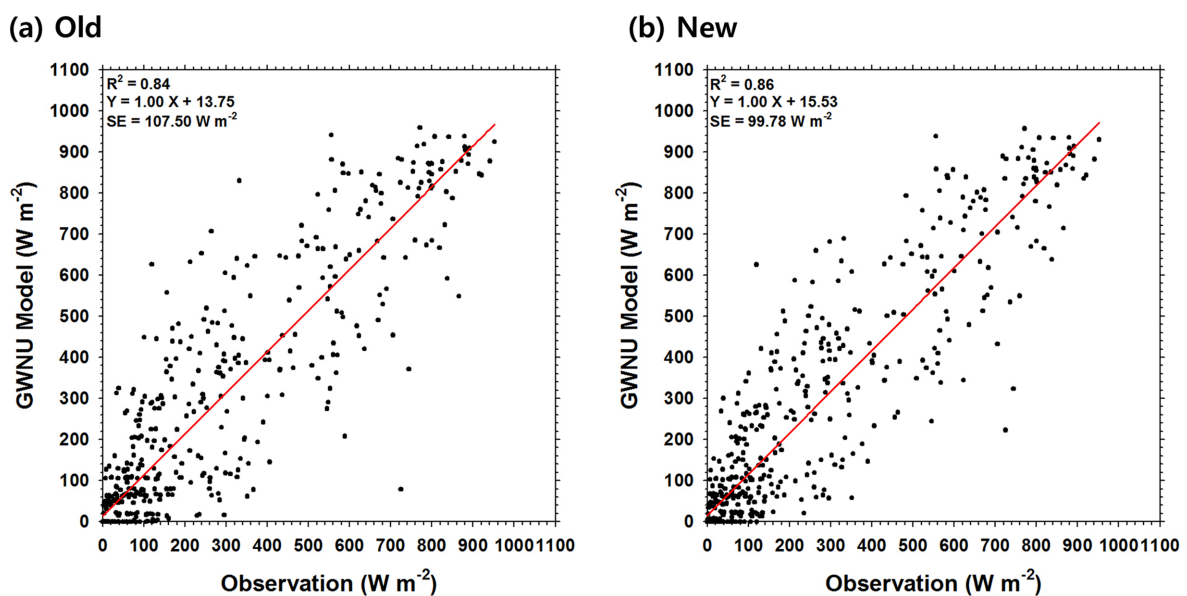 (a) Old
R² = 0.84
Y = 1.00 X + 13.75
SE = 107.50 W m⁻²
1100
1000
900
800
700
600
500
400
300
200
100
0
GWNU Model (W m⁻²)
0 100 200 300 400 500 600 700 800 900 1000 1100
Observation (W m⁻²)
(b) New
R² = 0.86
Y = 1.00 X + 15.53
SE = 99.78 W m⁻²
1100
1000
900
800
700
600
500
400
300
200
100
0
GWNU Model (W m⁻²)
0 100 200 300 400 500 600 700 800 900 1000 1100
Observation (W m⁻²)